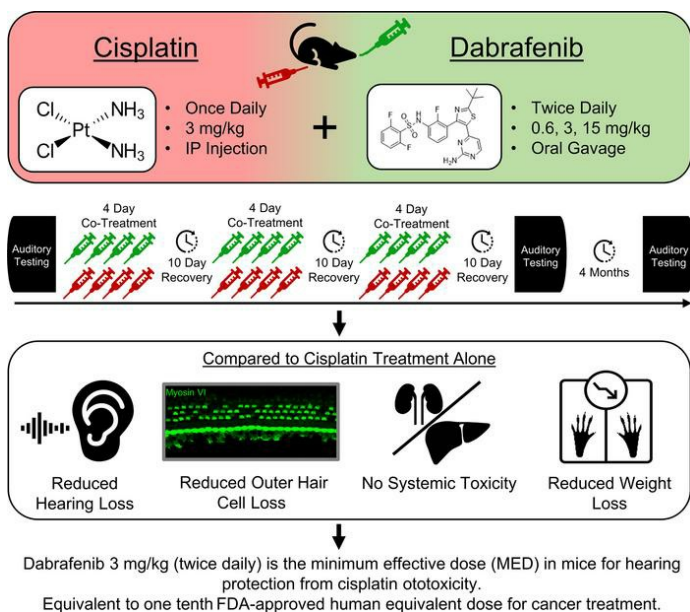 Cisplatin
Cl
NH3
Pt
Cl
NH3
• Once Daily
• 3 mg/kg
• IP Injection
+
Dabrafenib
F
O
S
O
H
N
F
F
N
S
N
N
H2N
• Twice Daily
• 0.6, 3, 15 mg/kg
• Oral Gavage
Auditory
Testing
4 Day
Co-Treatment
10 Day
Recovery
4 Day
Co-Treatment
10 Day
Recovery
4 Day
Co-Treatment
10 Day
Recovery
Auditory
Testing
4 Months
Auditory
Testing
Compared to Cisplatin Treatment Alone
Myosin VI
Reduced
Hearing Loss
Reduced Outer Hair
Cell Loss
No Systemic Toxicity
Reduced Weight
Loss
Dabrafenib 3 mg/kg (twice daily) is the minimum effective dose (MED) in mice for hearing
protection from cisplatin ototoxicity.
Equivalent to one tenth FDA-approved human equivalent dose for cancer treatment.